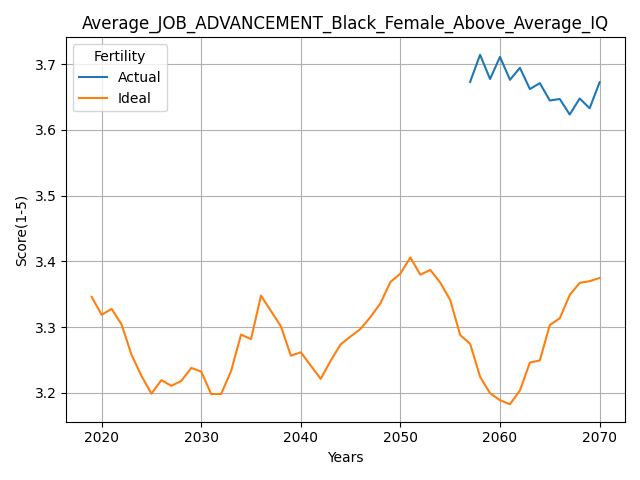 Average_JOB_ADVANCEMENT_Black_Female_Above_Average_IQ
Fertility
Actual
Ideal
3.7
3.6
3.5
3.4
3.3
3.2
Score(1-5)
2020 2030 2040 2050 2060 2070
Years